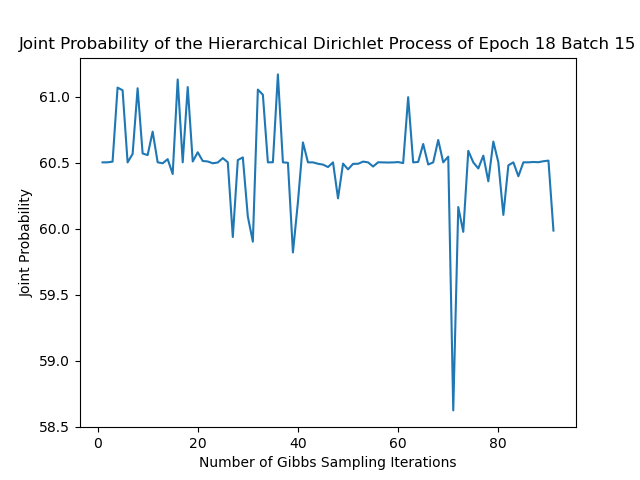 Joint Probability of the Hierarchical Dirichlet Process of Epoch 18 Batch 15
Joint Probability
61.0
60.5
60.0
59.5
59.0
58.5
0 20 40 60 80
Number of Gibbs Sampling Iterations